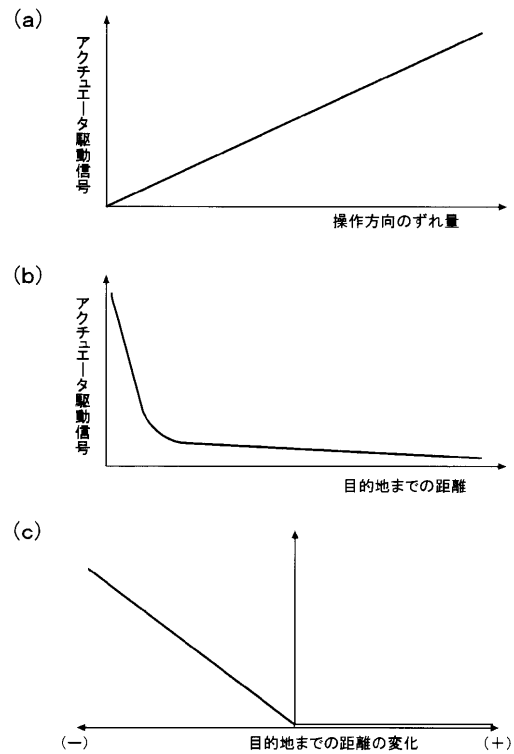 (a)
アクチュエータ駆動信号
操作方向のずれ量
(b)
アクチュエータ駆動信号
目的地までの距離
(c)
(－)
目的地までの距離の変化
(＋)